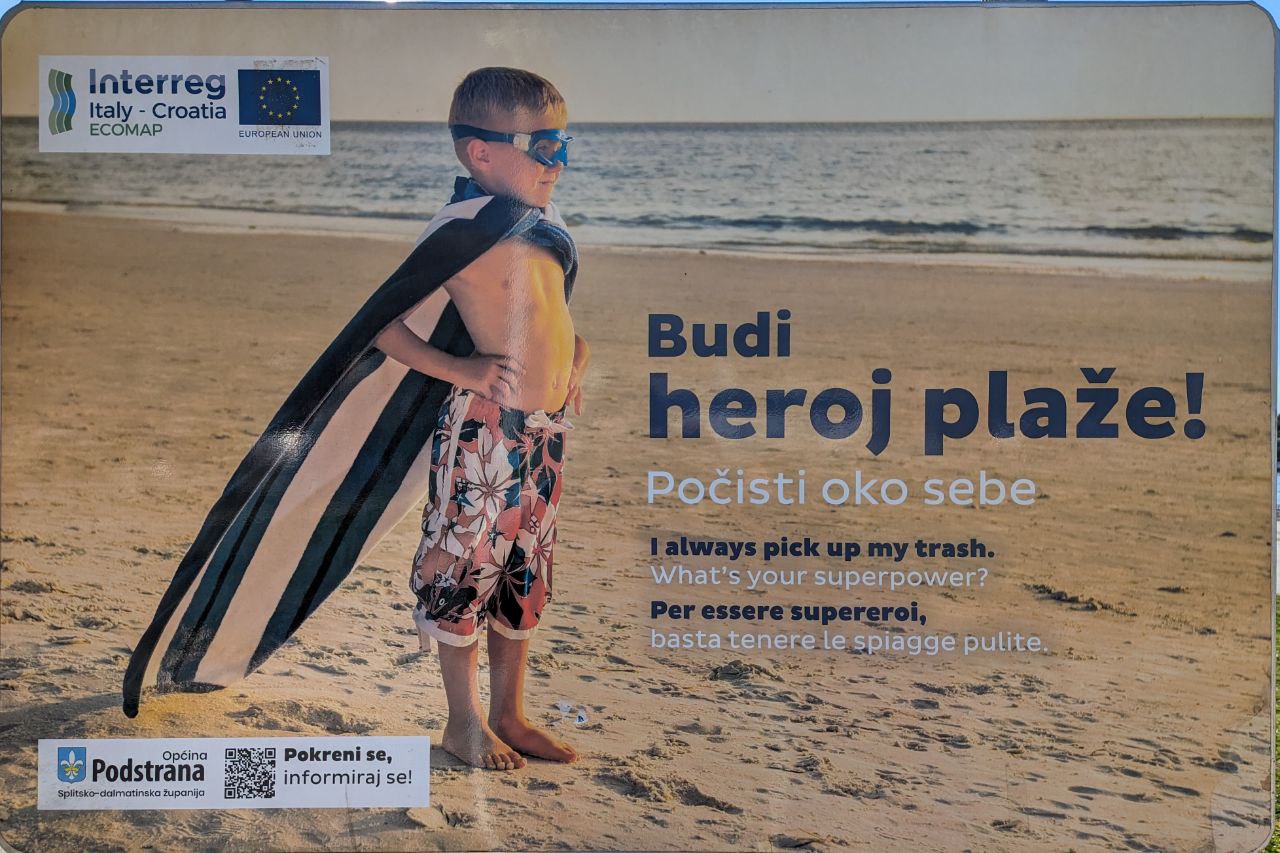 Interreg
Italy - Croatia
ECOMAP
EUROPEAN UNION
Budi
heroj plaže!
Počisti oko sebe
I always pick up my trash.
What's your superpower?
Per essere supereroi,
basta tenere le spiagge pulite.
Općina
Podstrana
Splitsko-dalmatinska županija
Pokreni se,
informiraj se!